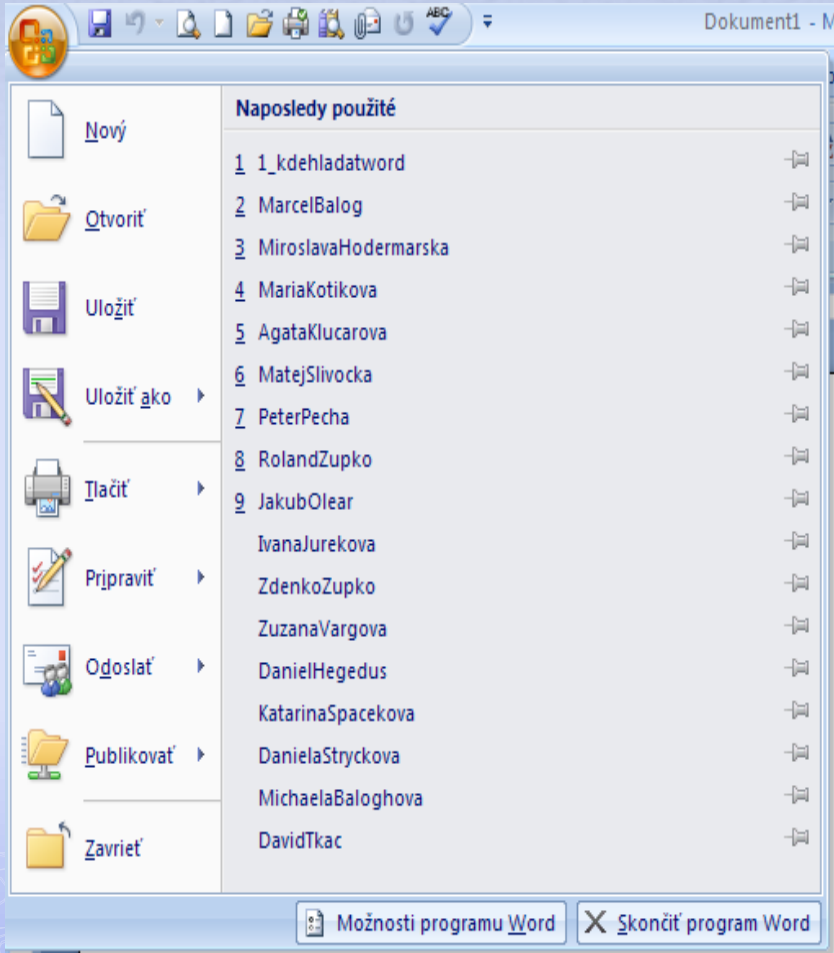 ABC
Dokument1 - M
Nový
Otvoriť
Uložiť
Uložiť ako
Tlačiť
Pripraviť
Odoslať
Publikovať
Zavrieť
Naposledy použité
1 1_kdehladatword
2 MarcelBalog
3 MiroslavaHodermarska
4 MariaKotikova
5 AgataKlucarova
6 MatejSlivocka
7 PeterPecha
8 RolandZupko
9 JakubOlear
IvanaJurekova
ZdenkoZupko
ZuzanaVargova
DanielHegedus
KatarinaSpacekova
DanielaStryckova
MichaelaBaloghova
DavidTkac
Možnosti programu Word
Skončiť program Word